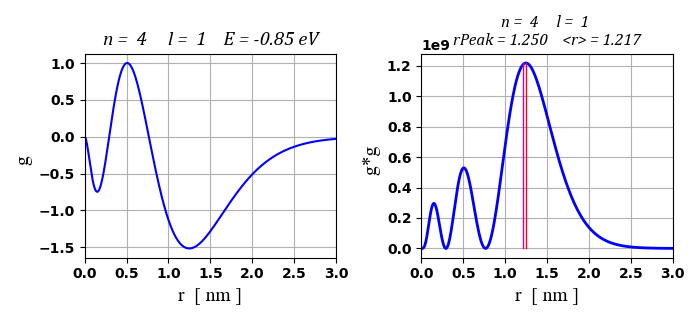 n = 4 l = 1 E = -0.85 eV
1.0
0.5
0.0
−0.5
−1.0
−1.5
g
0.0 0.5 1.0 1.5 2.0 2.5 3.0
r [ nm ]
n = 4 l = 1
rPeak = 1.250 <r> = 1.217
1e9
1.2
1.0
0.8
0.6
0.4
0.2
0.0
g*g
0.0 0.5 1.0 1.5 2.0 2.5 3.0
r [ nm ]